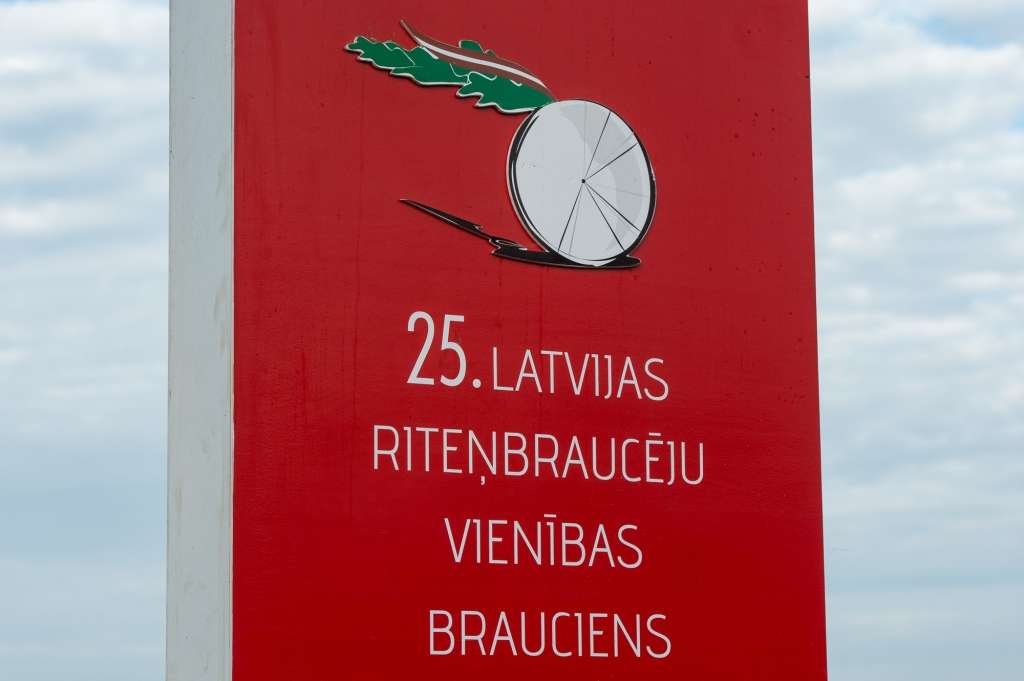 25. LATVIJAS
RITEŅBRAUCĒJU
VIENĪBAS
BRAUCIENS